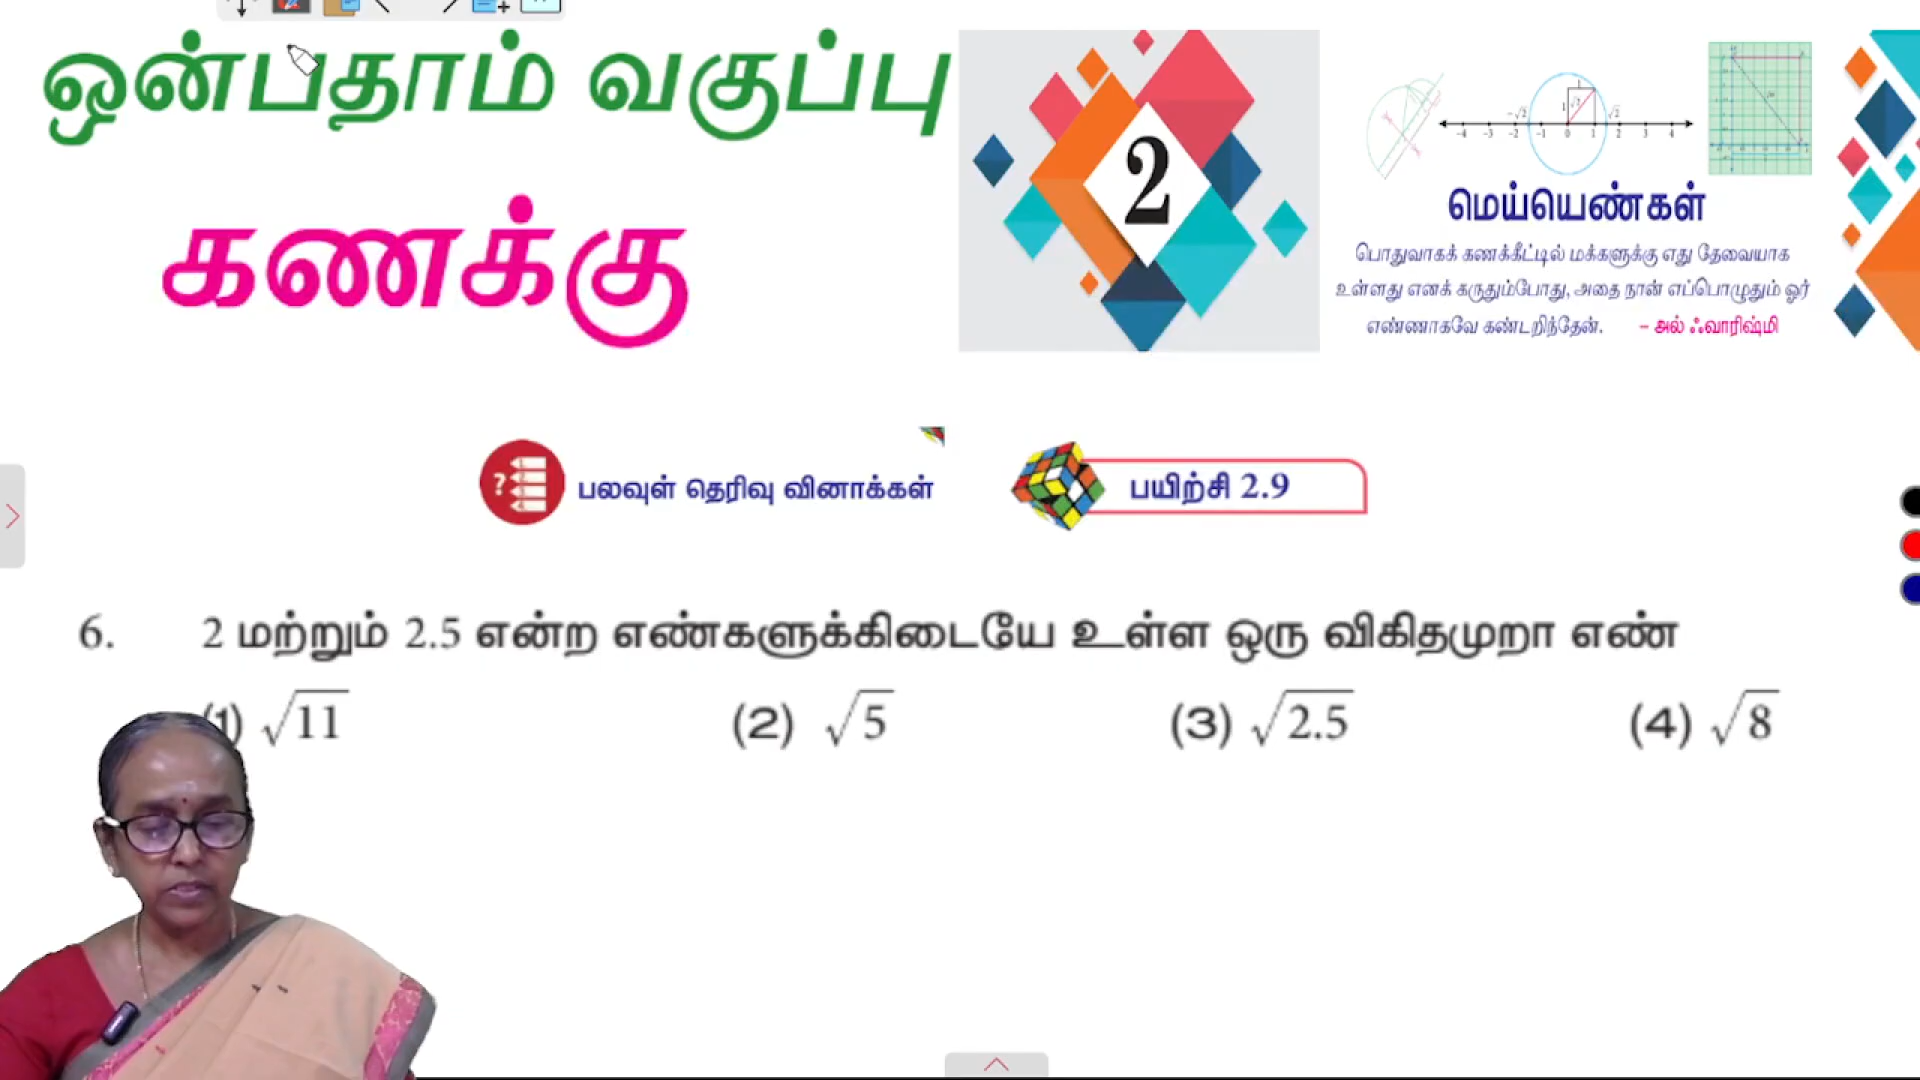 ஒன்பதாம் வகுப்பு
கணக்கு
2
மெய்யெண்கள்
பொதுவாகக் கணக்கீட்டில் மக்களுக்கு எது தேவையாக
உள்ளது எனக் கருதும்போது, அதை நான் எப்பொழுதும் ஓர்
எண்ணாகவே கண்டறிந்தேன். – அல் ஃவாரிஷ்மி
பலவுள் தெரிவு வினாக்கள்
பயிற்சி 2.9
6. 2 மற்றும் 2.5 என்ற எண்களுக்கிடையே உள்ள ஒரு விகிதமுறா எண்
(1) √11 (2) √5 (3) √2.5 (4) √8